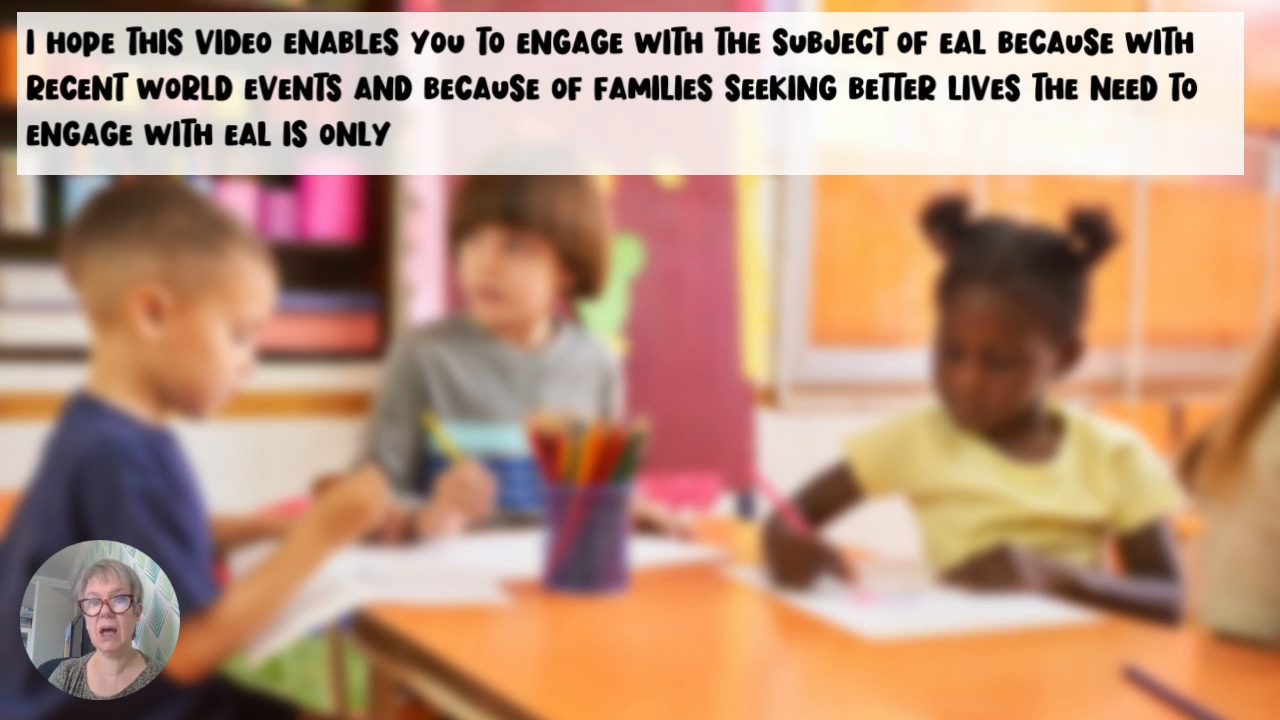 I HOPE THIS VIDEO ENABLES YOU TO ENGAGE WITH THE SUBJECT OF EAL BECAUSE WITH
RECENT WORLD EVENTS AND BECAUSE OF FAMILIES SEEKING BETTER LIVES THE NEED TO
ENGAGE WITH EAL IS ONLY